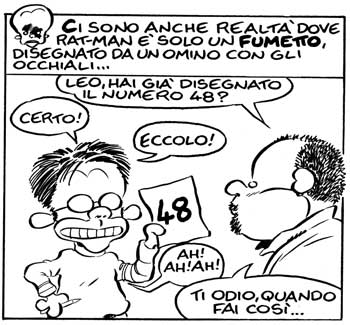 CI SONO ANCHE REALTÀ DOVE
RAT-MAN È SOLO UN FUMETTO,
DISEGNATO DA UN OMINO CON GLI
OCCHIALI...
LEO, HAI GIÀ DISEGNATO
IL NUMERO 48?
CERTO!
ECCOLO!
48
AH!
AH! AH!
TI ODIO, QUANDO
FAI COSÌ...